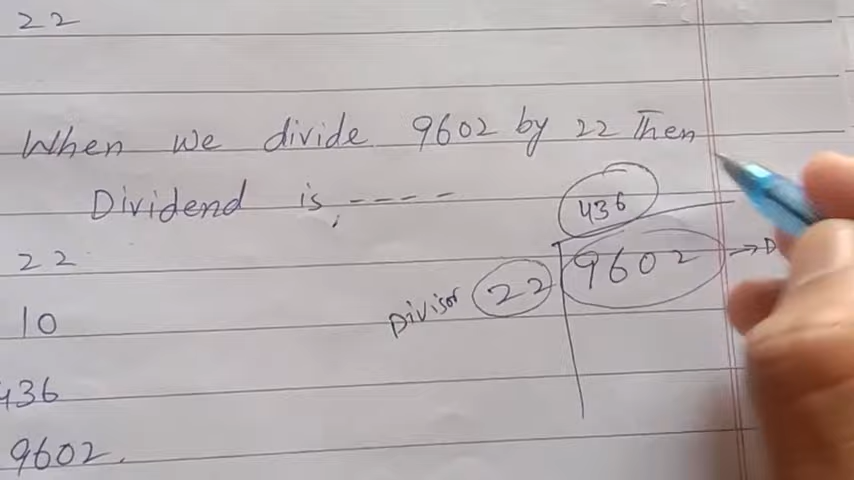 22
When we divide 9602 by 22 Then
Dividend is, ----
436
22
Divisor 22 9602 → D
10
436
9602.